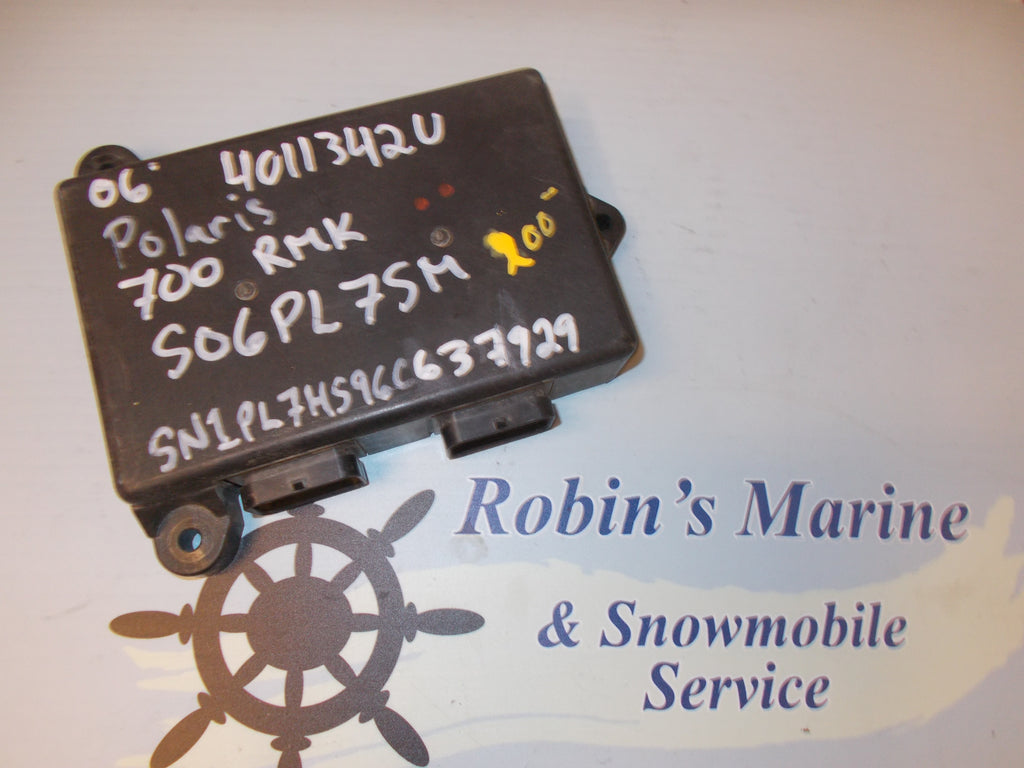 06' 4011342U
Polaris
700 RMK
S06PL7SM 200-
SN1PL7HS96C637929
Robin's Marine
& Snowmobile
Service